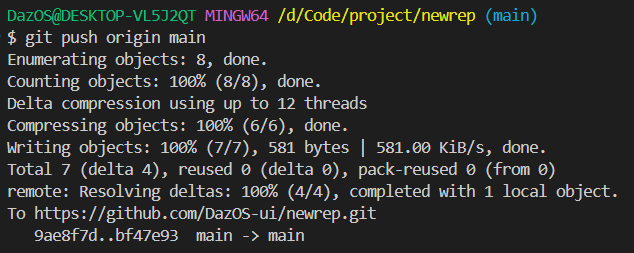 DazOS@DESKTOP-VL5J2QT MINGW64 /d/Code/project/newrep (main)
$ git push origin main
Enumerating objects: 8, done.
Counting objects: 100% (8/8), done.
Delta compression using up to 12 threads
Compressing objects: 100% (6/6), done.
Writing objects: 100% (7/7), 581 bytes | 581.00 KiB/s, done.
Total 7 (delta 4), reused 0 (delta 0), pack-reused 0 (from 0)
remote: Resolving deltas: 100% (4/4), completed with 1 local object.
To https://github.com/DazOS-ui/newrep.git
   9ae8f7d..bf47e93  main -> main